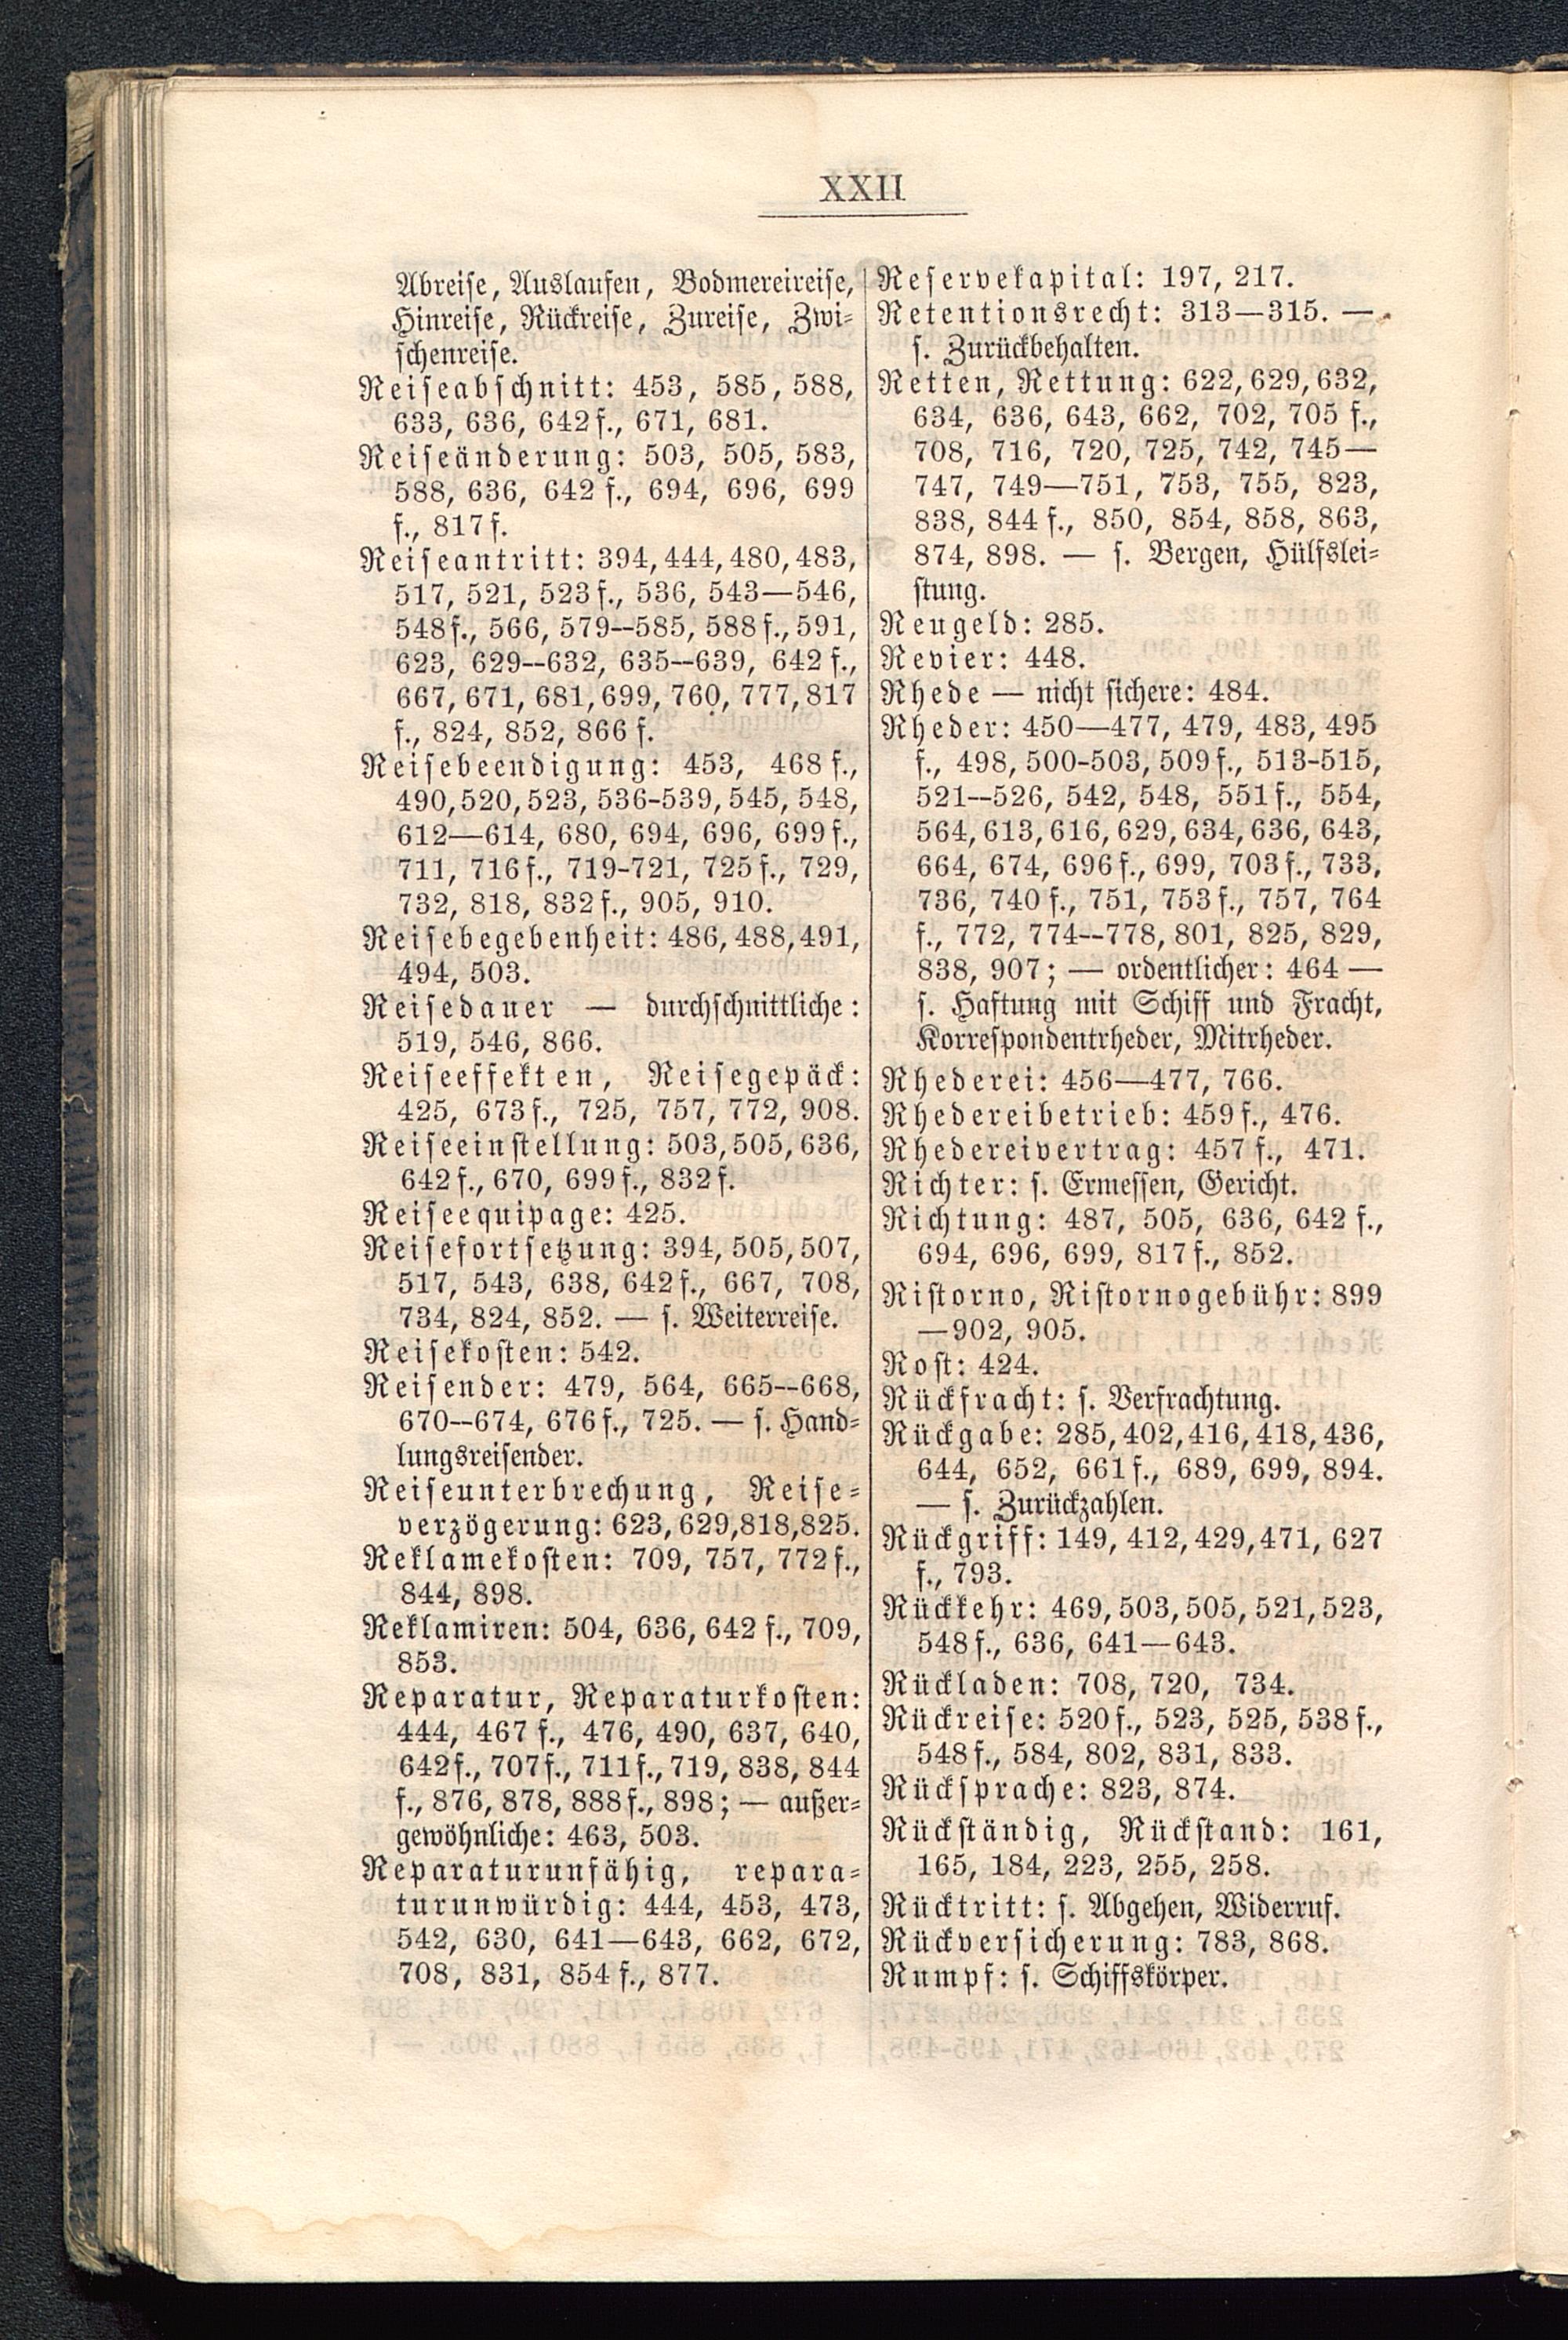 XXII
Abreise, Auslaufen, Bodmereireise,
Hinreise, Rückreise, Zureise, Zwi-
schenreise.
Reiseabschnitt: 453, 585, 588,
633, 636, 642 f., 671, 681.
Reiseänderung: 503, 505, 583,
588, 636, 642 f., 694, 696, 699
f., 817 f.
Reiseantritt: 394, 444, 480, 483,
517, 521, 523 f., 536, 543—546,
548 f., 566, 579--585, 588 f., 591,
623, 629--632, 635--639, 642 f.,
667, 671, 681, 699, 760, 777, 817
f., 824, 852, 866 f.
Reisebeendigung: 453, 468 f.,
490, 520, 523, 536-539, 545, 548,
612—614, 680, 694, 696, 699 f.,
711, 716 f., 719-721, 725 f., 729,
732, 818, 832 f., 905, 910.
Reisebegebenheit: 486, 488, 491,
494, 503.
Reisedauer — durchschnittliche:
519, 546, 866.
Reiseeffekten, Reisegepäck:
425, 673 f., 725, 757, 772, 908.
Reiseeinstellung: 503, 505, 636,
642 f., 670, 699 f., 832 f.
Reiseequipage: 425.
Reisefortsetzung: 394, 505, 507,
517, 543, 638, 642 f., 667, 708,
734, 824, 852. — s. Weiterreise.
Reisekosten: 542.
Reisender: 479, 564, 665--668,
670--674, 676 f., 725. — s. Hand-
lungsreisender.
Reiseunterbrechung, Reise-
verzögerung: 623, 629, 818, 825.
Reklamekosten: 709, 757, 772 f.,
844, 898.
Reklamiren: 504, 636, 642 f., 709,
853.
Reparatur, Reparaturkosten:
444, 467 f., 476, 490, 637, 640,
642 f., 707 f., 711 f., 719, 838, 844
f., 876, 878, 888 f., 898; — außer-
gewöhnliche: 463, 503.
Reparaturunfähig, repara-
turunwürdig: 444, 453, 473,
542, 630, 641—643, 662, 672,
708, 831, 854 f., 877.
Reservekapital: 197, 217.
Retentionsrecht: 313—315. —
s. Zurückbehalten.
Retten, Rettung: 622, 629, 632,
634, 636, 643, 662, 702, 705 f.,
708, 716, 720, 725, 742, 745—
747, 749—751, 753, 755, 823,
838, 844 f., 850, 854, 858, 863,
874, 898. — s. Bergen, Hülfslei-
stung.
Reugeld: 285.
Revier: 448.
Rhede — nicht sichere: 484.
Rheder: 450—477, 479, 483, 495
f., 498, 500-503, 509 f., 513-515,
521--526, 542, 548, 551 f., 554,
564, 613, 616, 629, 634, 636, 643,
664, 674, 696 f., 699, 703 f., 733,
736, 740 f., 751, 753 f., 757, 764
f., 772, 774--778, 801, 825, 829,
838, 907; — ordentlicher: 464 —
s. Haftung mit Schiff und Fracht,
Korrespondentrheder, Mitrheder.
Rhederei: 456—477, 766.
Rhedereibetrieb: 459 f., 476.
Rhedereivertrag: 457 f., 471.
Richter: s. Ermessen, Gericht.
Richtung: 487, 505, 636, 642 f.,
694, 696, 699, 817 f., 852.
Ristorno, Ristornogebühr: 899
—902, 905.
Rost: 424.
Rückfracht: s. Verfrachtung.
Rückgabe: 285, 402, 416, 418, 436,
644, 652, 661 f., 689, 699, 894.
— s. Zurückzahlen.
Rückgriff: 149, 412, 429, 471, 627
f., 793.
Rückkehr: 469, 503, 505, 521, 523,
548 f., 636, 641—643.
Rückladen: 708, 720, 734.
Rückreise: 520 f., 523, 525, 538 f.,
548 f., 584, 802, 831, 833.
Rücksprache: 823, 874.
Rückständig, Rückstand: 161,
165, 184, 223, 255, 258.
Rücktritt: s. Abgehen, Widerruf.
Rückversicherung: 783, 868.
Rumpf: s. Schiffskörper.